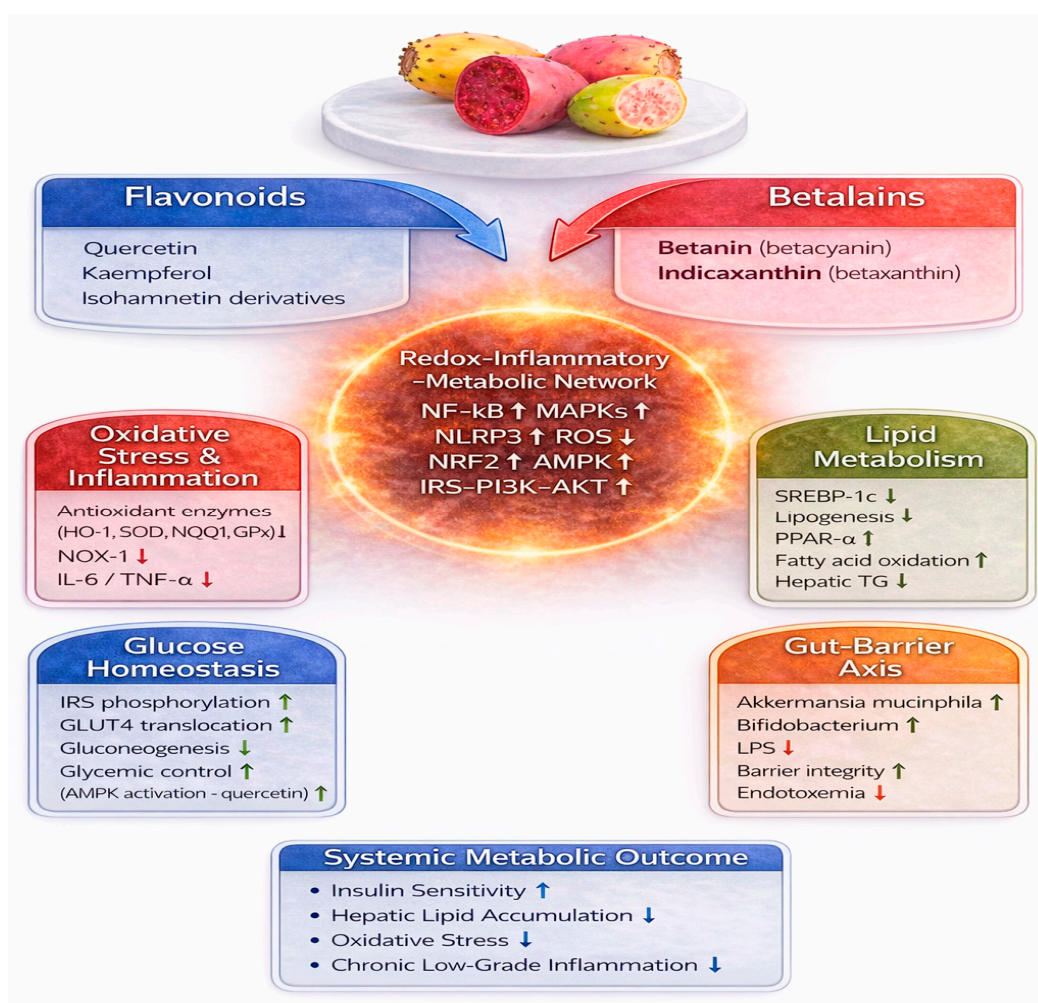 Flavonoids
Quercetin
Kaempferol
Isohamnetin derivatives
Betalains
Betanin (betacyanin)
Indicaxanthin (betaxanthin)
Redox-Inflammatory
-Metabolic Network
NF-kB ↑ MAPKs ↑
NLRP3 ↑ ROS ↓
NRF2 ↑ AMPK ↑
IRS-PI3K-AKT ↑
Oxidative
Stress &
Inflammation
Antioxidant enzymes
(HO-1, SOD, NQQ1, GPx) ↓
NOX-1 ↓
IL-6 / TNF-α ↓
Lipid
Metabolism
SREBP-1c ↓
Lipogenesis ↓
PPAR-α ↑
Fatty acid oxidation ↑
Hepatic TG ↓
Glucose
Homeostasis
IRS phosphorylation ↑
GLUT4 translocation ↑
Gluconeogenesis ↓
Glycemic control ↑
(AMPK activation - quercetin) ↑
Gut-Barrier
Axis
Akkermansia mucinphila ↑
Bifidobacterium ↑
LPS ↓
Barrier integrity ↑
Endotoxemia ↓
Systemic Metabolic Outcome
• Insulin Sensitivity ↑
• Hepatic Lipid Accumulation ↓
• Oxidative Stress ↓
• Chronic Low-Grade Inflammation ↓